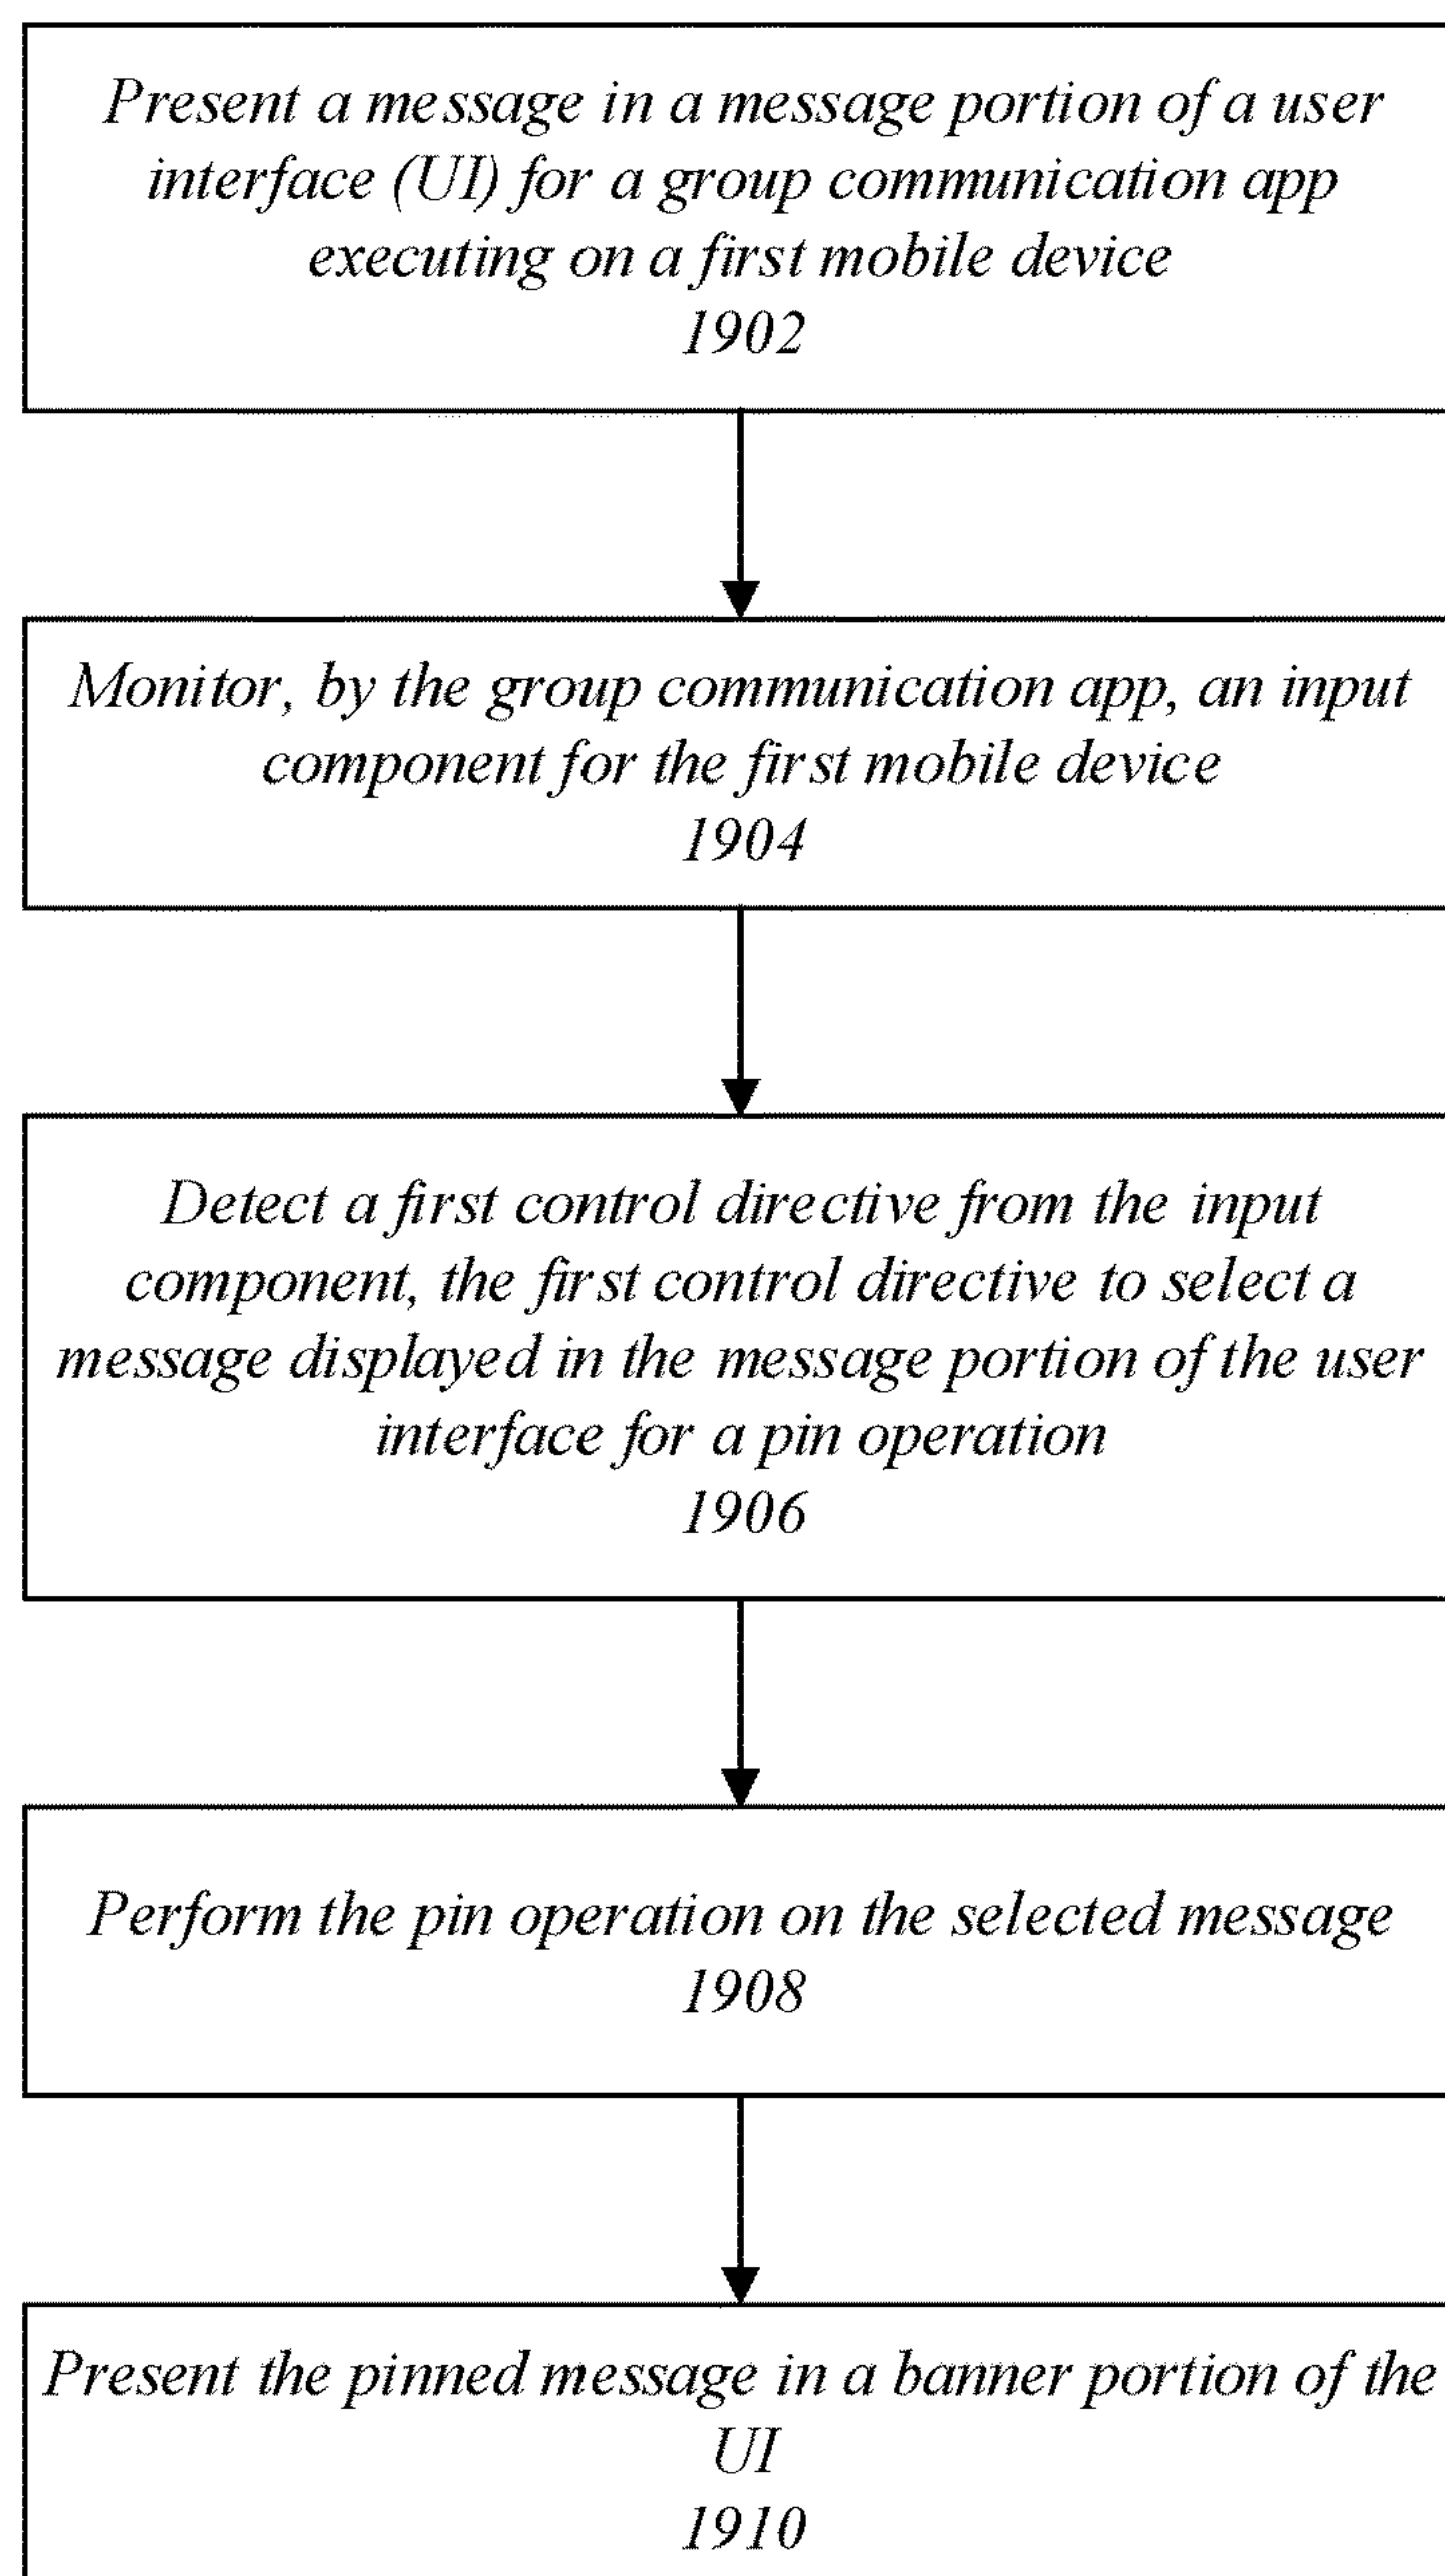 Present a message in a message portion of a user
interface (UI) for a group communication app
executing on a first mobile device
1902
Monitor, by the group communication app, an input
component for the first mobile device
1904
Detect a first control directive from the input
component, the first control directive to select a
message displayed in the message portion of the user
interface for a pin operation
1906
Perform the pin operation on the selected message
1908
Present the pinned message in a banner portion of the
UI
1910